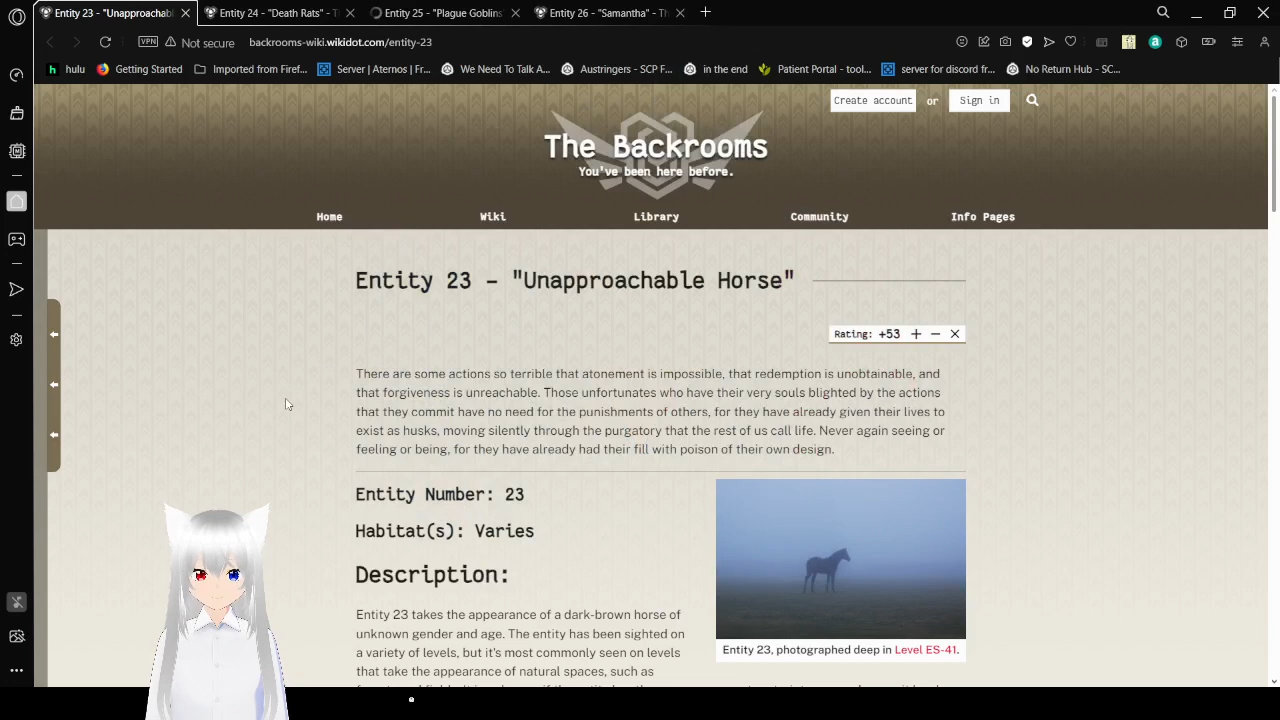 Entity 23 - "Unapproachabl
Entity 24 - "Death Rats" - T
Entity 25 - "Plague Goblins"
Entity 26 - "Samantha" - Th
VPN
Not secure
backrooms-wiki.wikidot.com/entity-23
hulu
Getting Started
Imported from Firef...
Server | Aternos | Fr...
We Need To Talk A...
Austringers - SCP F...
in the end
Patient Portal - tool...
server for discord fr...
No Return Hub - SC...
Create account or Sign in
The Backrooms
You've been here before.
Home Wiki Library Community Info Pages
Entity 23 - "Unapproachable Horse"
Rating: +53 + − ×
There are some actions so terrible that atonement is impossible, that redemption is unobtainable, and
that forgiveness is unreachable. Those unfortunates who have their very souls blighted by the actions
that they commit have no need for the punishments of others, for they have already given their lives to
exist as husks, moving silently through the purgatory that the rest of us call life. Never again seeing or
feeling or being, for they have already had their fill with poison of their own design.
Entity Number: 23
Habitat(s): Varies
Description:
Entity 23 takes the appearance of a dark-brown horse of
unknown gender and age. The entity has been sighted on
a variety of levels, but it's most commonly seen on levels
that take the appearance of natural spaces, such as
Entity 23, photographed deep in Level ES-41.